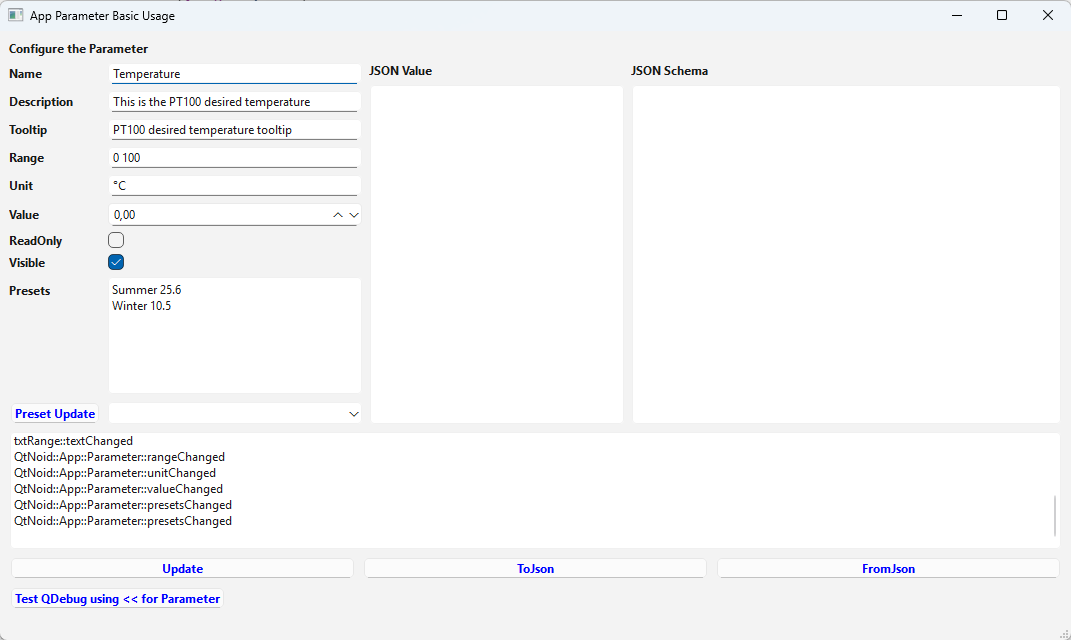 App Parameter Basic Usage
Configure the Parameter
Name Temperature
JSON Value
JSON Schema
Description This is the PT100 desired temperature
Tooltip PT100 desired temperature tooltip
Range 0 100
Unit °C
Value 0,00
ReadOnly
Visible
Presets Summer 25.6
Winter 10.5
Preset Update
txtRange::textChanged
QtNoid::App::Parameter::rangeChanged
QtNoid::App::Parameter::unitChanged
QtNoid::App::Parameter::valueChanged
QtNoid::App::Parameter::presetsChanged
QtNoid::App::Parameter::presetsChanged
Update ToJson FromJson
Test QDebug using << for Parameter